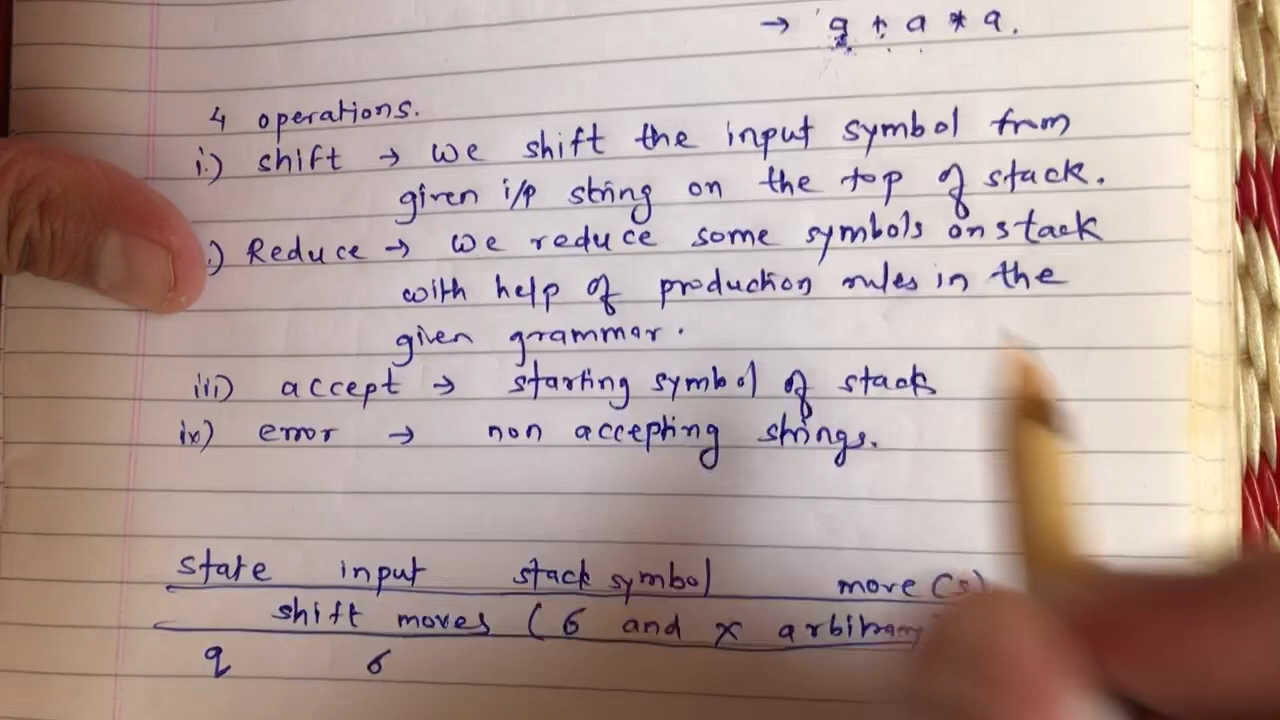 → a + a * a.
4 operations.
i.) shift → we shift the input symbol from
given i/p string on the top of stack.
.) Reduce → we reduce some symbols on stack
with help of production rules in the
given grammar.
iii) accept → starting symbol of stack
iv) error → non accepting strings.
state input stack symbol move(s)
shift moves (σ and x arbitrary
q σ